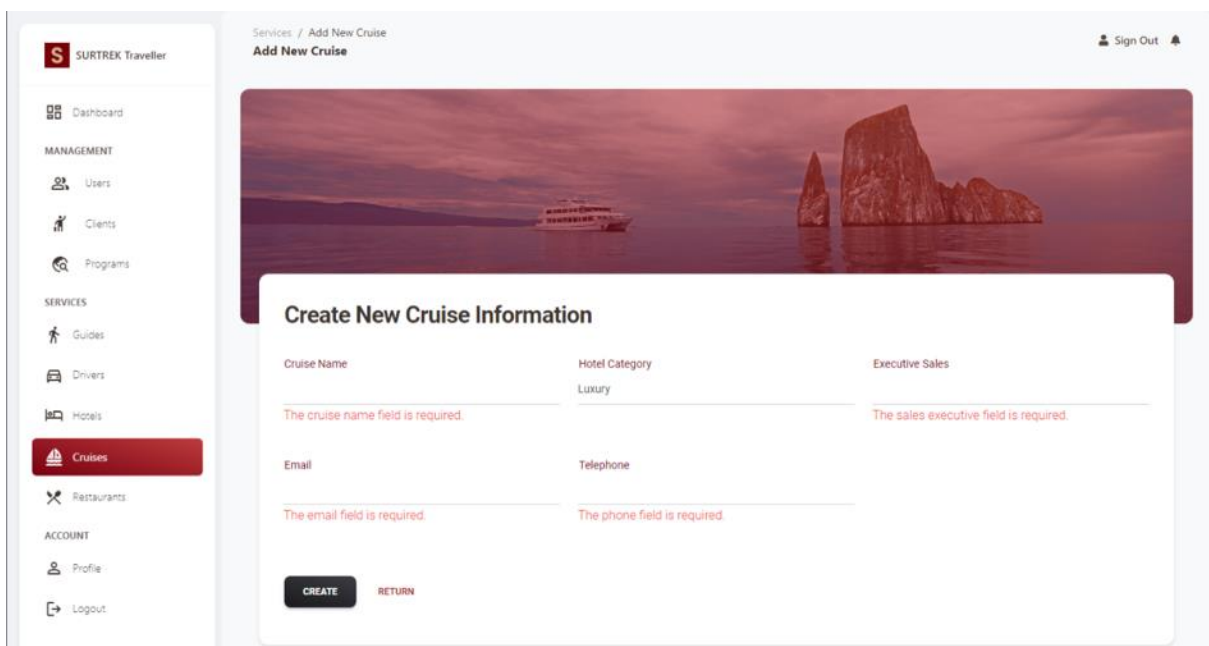 S SURTREK Traveller
Dashboard
MANAGEMENT
Users
Clients
Programs
SERVICES
Guides
Drivers
Hotels
Cruises
Restaurants
ACCOUNT
Profile
Logout
Services / Add New Cruise
Add New Cruise
Sign Out
Create New Cruise Information
Cruise Name
The cruise name field is required.
Hotel Category
Luxury
Executive Sales
The sales executive field is required.
Email
The email field is required.
Telephone
The phone field is required.
CREATE RETURN